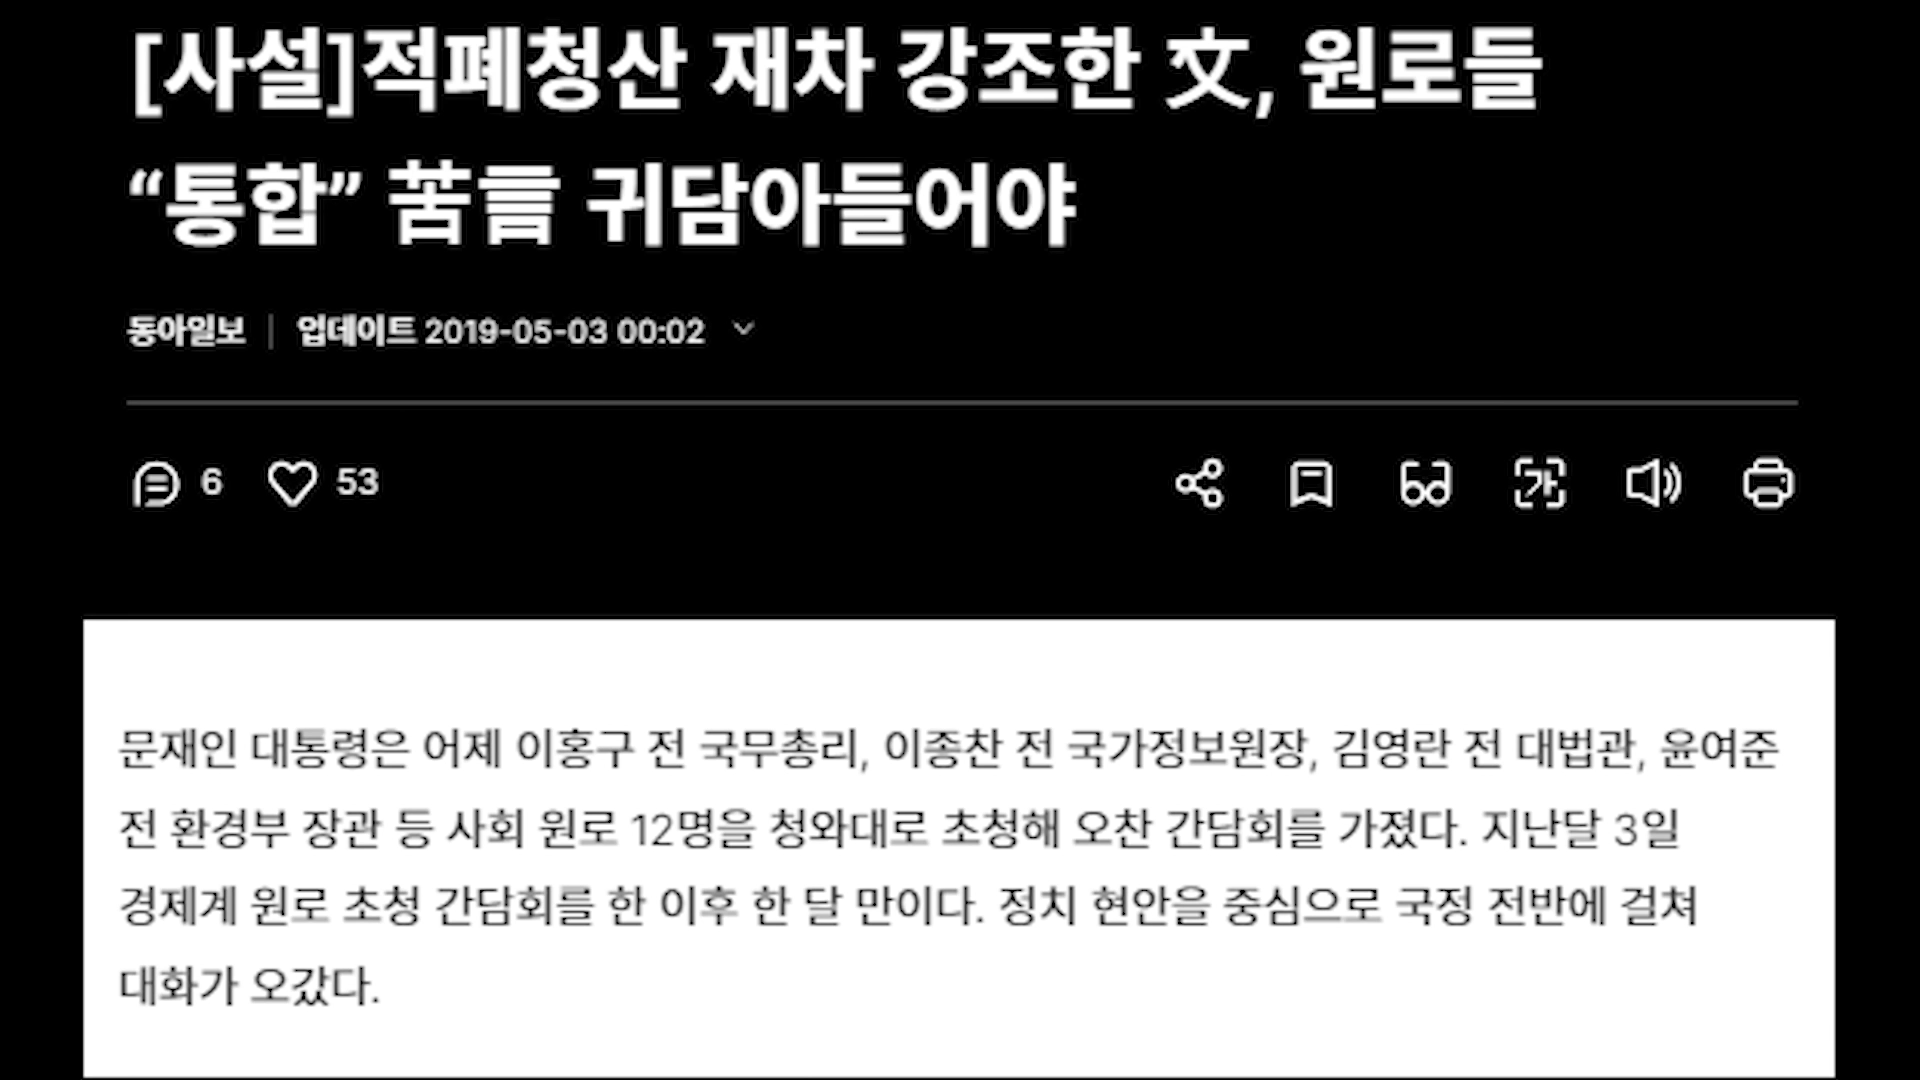 [사설]적폐청산 재차 강조한 文, 원로들
“통합” 苦言 귀담아들어야
동아일보 | 업데이트 2019-05-03 00:02
6 53
가
문재인 대통령은 어제 이홍구 전 국무총리, 이종찬 전 국가정보원장, 김영란 전 대법관, 윤여준
전 환경부 장관 등 사회 원로 12명을 청와대로 초청해 오찬 간담회를 가졌다. 지난달 3일
경제계 원로 초청 간담회를 한 이후 한 달 만이다. 정치 현안을 중심으로 국정 전반에 걸쳐
대화가 오갔다.